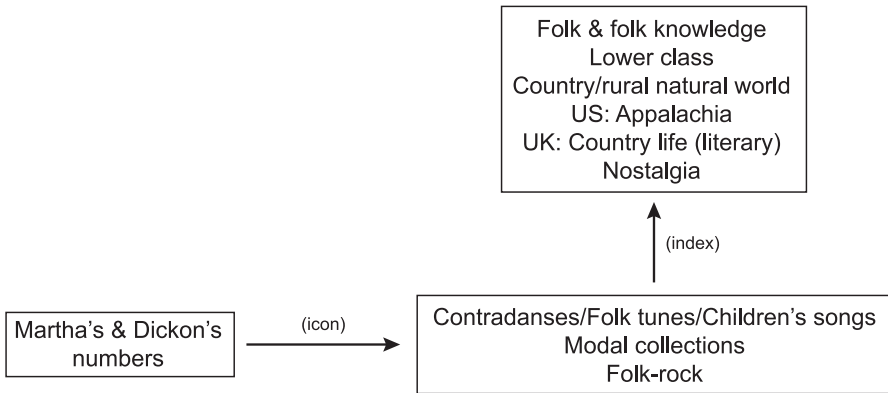 Folk & folk knowledge
Lower class
Country/rural natural world
US: Appalachia
UK: Country life (literary)
Nostalgia
(index)
Martha’s & Dickon’s
numbers
(icon)
Contradanses/Folk tunes/Children’s songs
Modal collections
Folk-rock